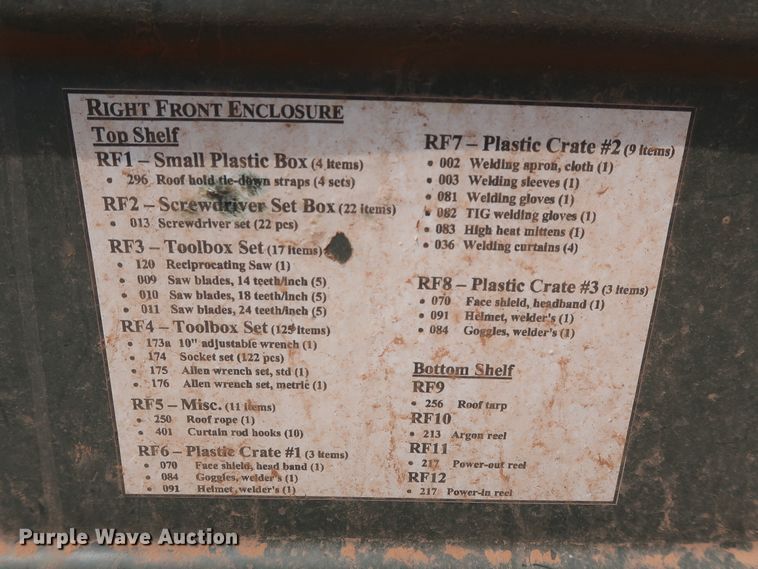 RIGHT FRONT ENCLOSURE
Top Shelf
RF1 – Small Plastic Box (4 items)
• 296 Roof hold tie-down straps (4 sets)
RF2 – Screwdriver Set Box (22 items)
• 013 Screwdriver set (22 pcs)
RF3 – Toolbox Set (17 items)
• 120 Reciprocating Saw (1)
• 009 Saw blades, 14 teeth/inch (5)
• 010 Saw blades, 18 teeth/inch (5)
• 011 Saw blades, 24 teeth/inch (5)
RF4 – Toolbox Set (125 items)
• 173a 10" adjustable wrench (1)
• 174 Socket set (122 pcs)
• 175 Allen wrench set, std (1)
• 176 Allen wrench set, metric (1)
RF5 – Misc. (11 items)
• 250 Roof rope (1)
• 401 Curtain rod hooks (10)
RF6 – Plastic Crate #1 (3 items)
• 070 Face shield, head band (1)
• 084 Goggles, welder's (1)
• 091 Helmet, welder's (1)
RF7 – Plastic Crate #2 (9 items)
• 002 Welding apron, cloth (1)
• 003 Welding sleeves (1)
• 081 Welding gloves (1)
• 082 TIG welding gloves (1)
• 083 High heat mittens (1)
• 036 Welding curtains (4)
RF8 – Plastic Crate #3 (3 items)
• 070 Face shield, headband (1)
• 091 Helmet, welder's (1)
• 084 Goggles, welder's (1)
Bottom Shelf
RF9
• 256 Roof tarp
RF10
• 213 Argon reel
RF11
• 217 Power-out reel
RF12
• 217 Power-in reel
Purple Wave Auction